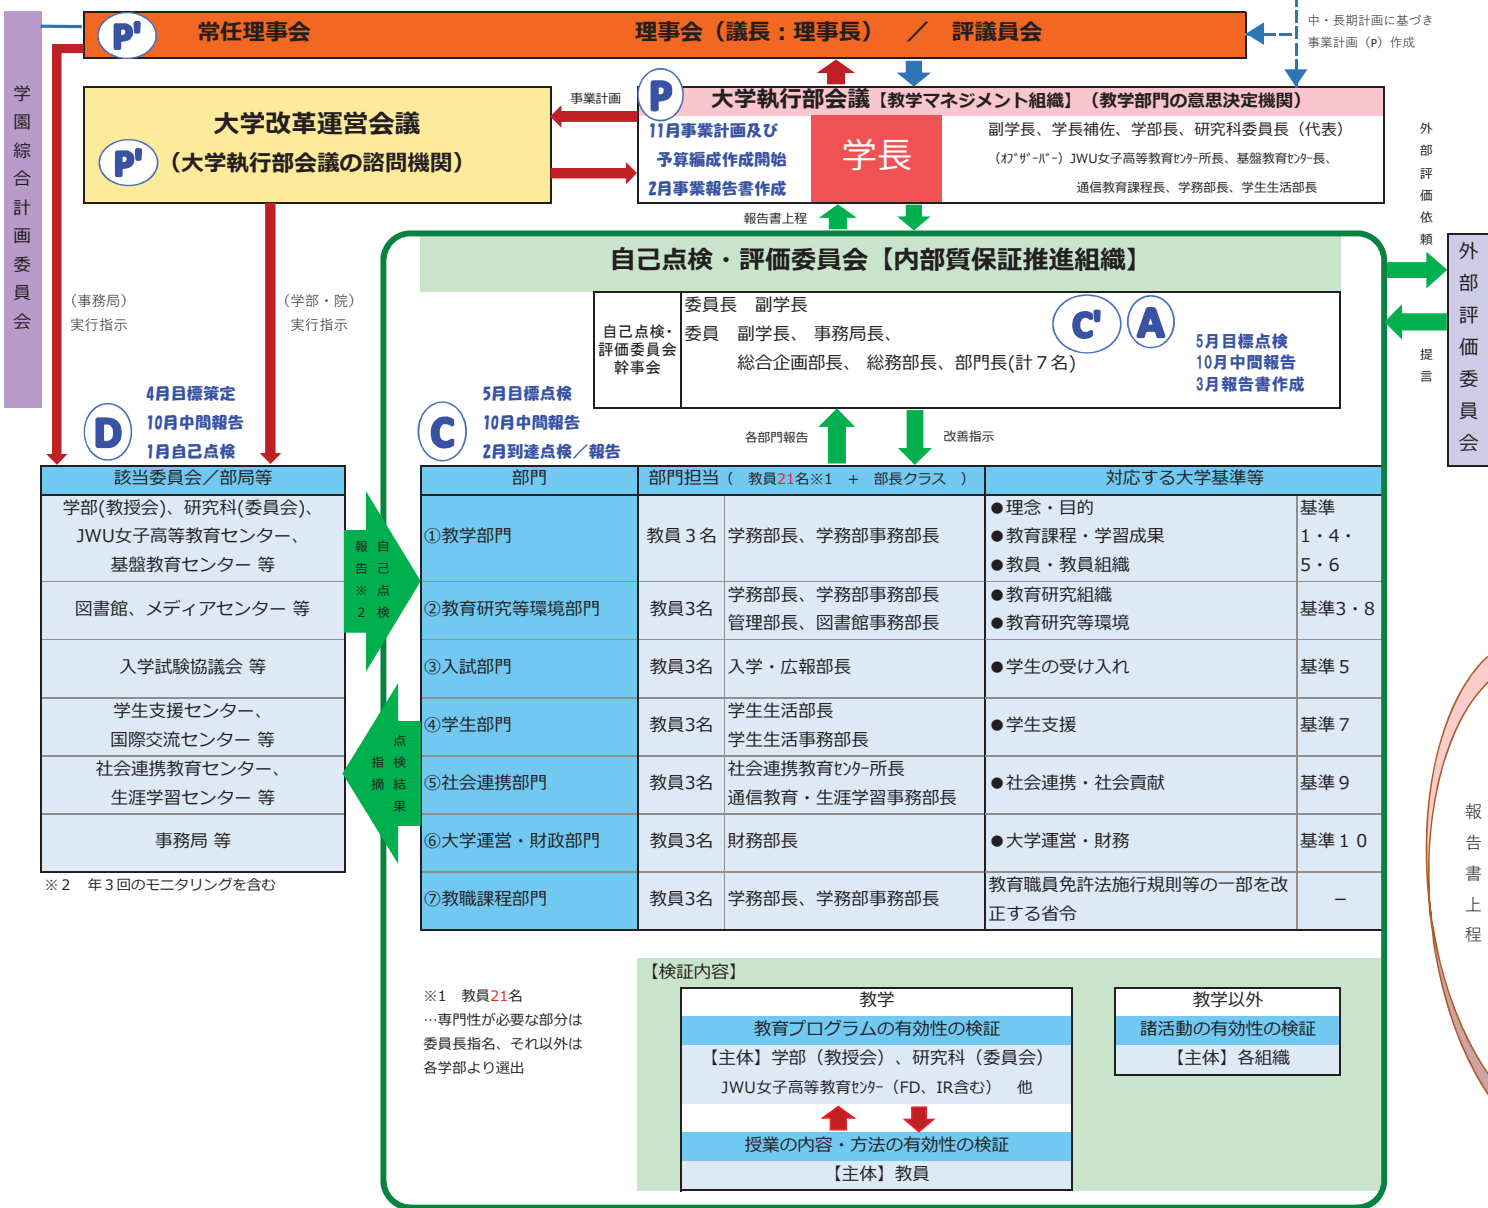 学園綜合計画委員会
P'
常任理事会
理事会（議長：理事長） ／ 評議員会
中・長期計画に基づき
事業計画（P）作成
大学改革運営会議
P'
（大学執行部会議の諮問機関）
事業計画
P
大学執行部会議【教学マネジメント組織】（教学部門の意思決定機関）
11月事業計画及び
予算編成作成開始
2月事業報告書作成
学長
副学長、学長補佐、学部長、研究科委員長（代表）
（ｵﾌﾞｻﾞｰﾊﾞｰ）JWU女子高等教育ｾﾝﾀｰ所長、基盤教育ｾﾝﾀｰ長、
通信教育課程長、学務部長、学生生活部長
報告書上程
外部評価依頼
外部評価委員会
提言
（事務局）
実行指示
（学部・院）
実行指示
自己点検・評価委員会【内部質保証推進組織】
自己点検・
評価委員会
幹事会
委員長　副学長
委員　副学長、 事務局長、
総合企画部長、 総務部長、部門長(計７名)
C'
A
5月目標点検
10月中間報告
3月報告書作成
D
4月目標策定
10月中間報告
1月自己点検
C
5月目標点検
10月中間報告
2月到達点検／報告
各部門報告
改善指示
該当委員会／部局等
学部(教授会)、研究科(委員会)、
JWU女子高等教育センター、
基盤教育センター 等
図書館、メディアセンター 等
入学試験協議会 等
学生支援センター、
国際交流センター 等
社会連携教育センター、
生涯学習センター 等
事務局 等
※２　年３回のモニタリングを含む
自己点検
報告※2
点検結果
指摘
部門　部門担当（ 教員21名※1 ＋ 部長クラス ）　対応する大学基準等
①教学部門　教員３名　学務部長、学務部事務部長
●理念・目的
●教育課程・学習成果
●教員・教員組織
基準
1・4・
5・6
②教育研究等環境部門　教員3名
学務部長、学務部事務部長
管理部長、図書館事務部長
●教育研究組織
●教育研究等環境
基準3・8
③入試部門　教員3名　入学・広報部長　●学生の受け入れ　基準５
④学生部門　教員3名
学生生活部長
学生生活事務部長
●学生支援　基準７
⑤社会連携部門　教員3名
社会連携教育ｾﾝﾀｰ所長
通信教育・生涯学習事務部長
●社会連携・社会貢献　基準９
⑥大学運営・財政部門　教員3名　財務部長　●大学運営・財務　基準１０
⑦教職課程部門　教員3名　学務部長、学務部事務部長
教育職員免許法施行規則等の一部を改
正する省令
－
報告書上程
※1　教員21名
…専門性が必要な部分は
委員長指名、それ以外は
各学部より選出
【検証内容】
教学
教育プログラムの有効性の検証
【主体】学部（教授会）、研究科（委員会）
JWU女子高等教育ｾﾝﾀｰ（FD、IR含む）　他
授業の内容・方法の有効性の検証
【主体】教員
教学以外
諸活動の有効性の検証
【主体】各組織